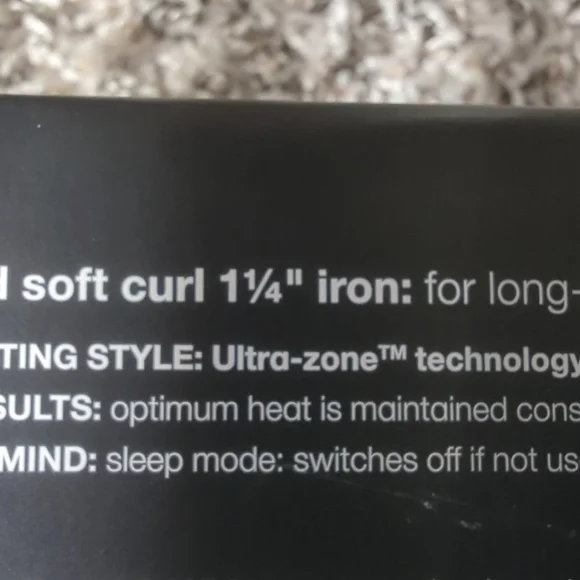 soft curl 1¼" iron: for long-
TING STYLE: Ultra-zone™ technology
SULTS: optimum heat is maintained cons
MIND: sleep mode: switches off if not us